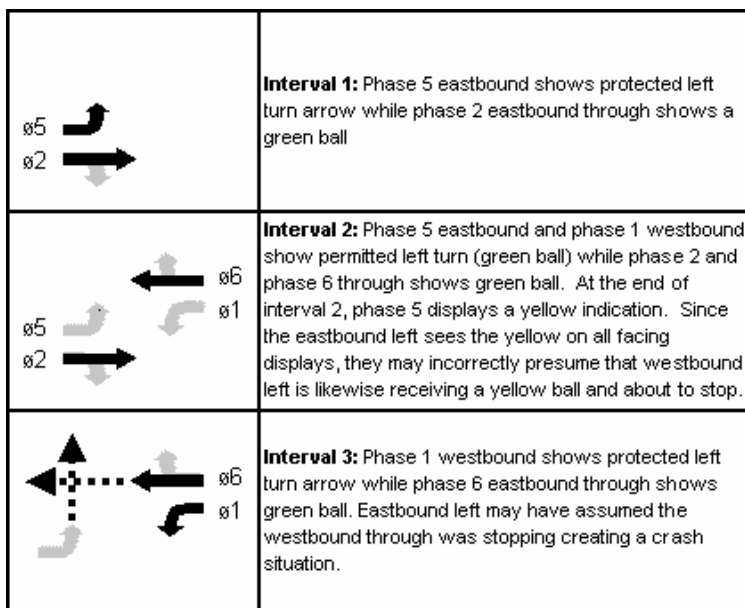 Interval 1: Phase 5 eastbound shows protected left
turn arrow while phase 2 eastbound through shows a
green ball
ø5
ø2
Interval 2: Phase 5 eastbound and phase 1 westbound
show permitted left turn (green ball) while phase 2 and
phase 6 through shows green ball. At the end of
interval 2, phase 5 displays a yellow indication. Since
the eastbound left sees the yellow on all facing
displays, they may incorrectly presume that westbound
left is likewise receiving a yellow ball and about to stop.
ø6
ø1
ø5
ø2
Interval 3: Phase 1 westbound shows protected left
turn arrow while phase 6 eastbound through shows
green ball. Eastbound left may have assumed the
westbound through was stopping creating a crash
situation.
ø6
ø1